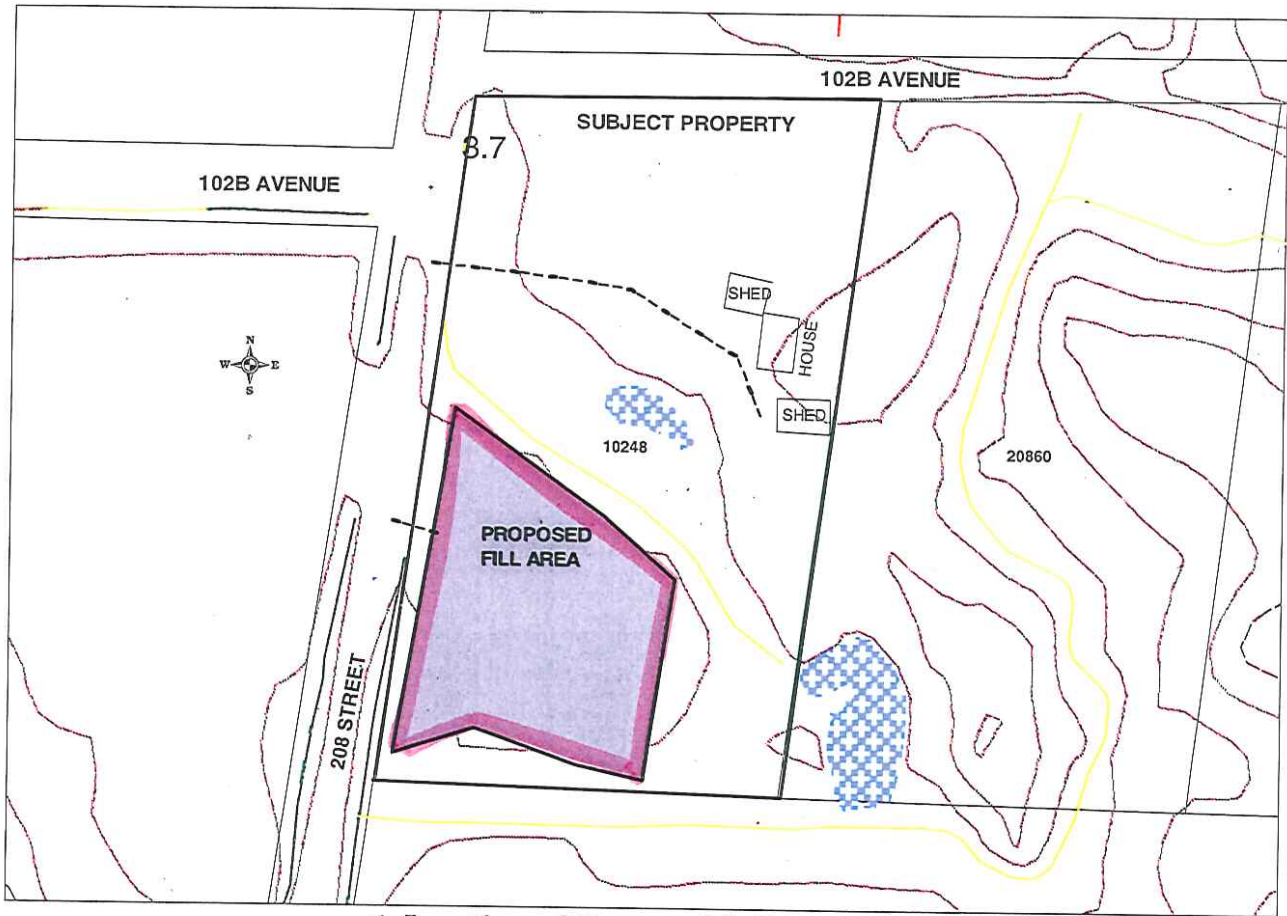 102B AVENUE
SUBJECT PROPERTY
3.7
102B AVENUE
SHED
HOUSE
N
W E
S
SHED
10248
20860
PROPOSED
FILL AREA
208 STREET